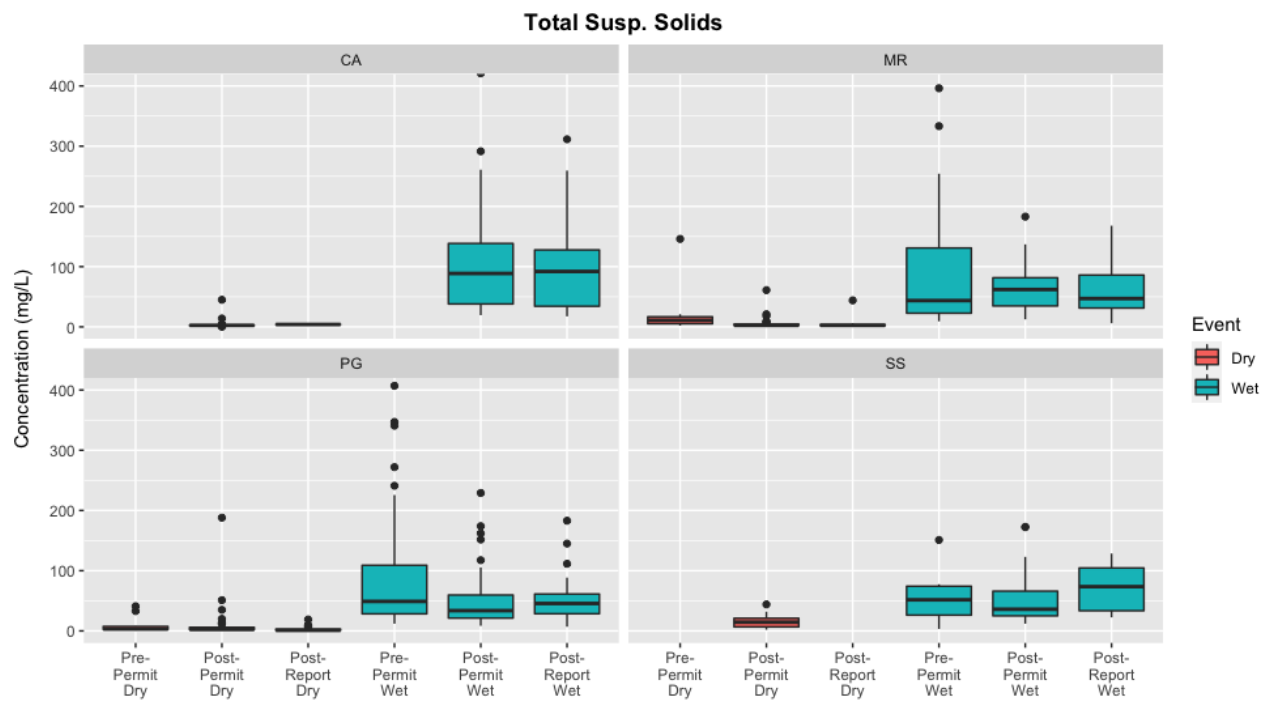 Total Susp. Solids
CA
MR
400
300
200
100
0
PG
SS
400
300
200
100
0
Concentration (mg/L)
Pre-
Permit
Dry
Post-
Permit
Dry
Post-
Report
Dry
Pre-
Permit
Wet
Post-
Permit
Wet
Post-
Report
Wet
Pre-
Permit
Dry
Post-
Permit
Dry
Post-
Report
Dry
Pre-
Permit
Wet
Post-
Permit
Wet
Post-
Report
Wet
Event
Dry
Wet